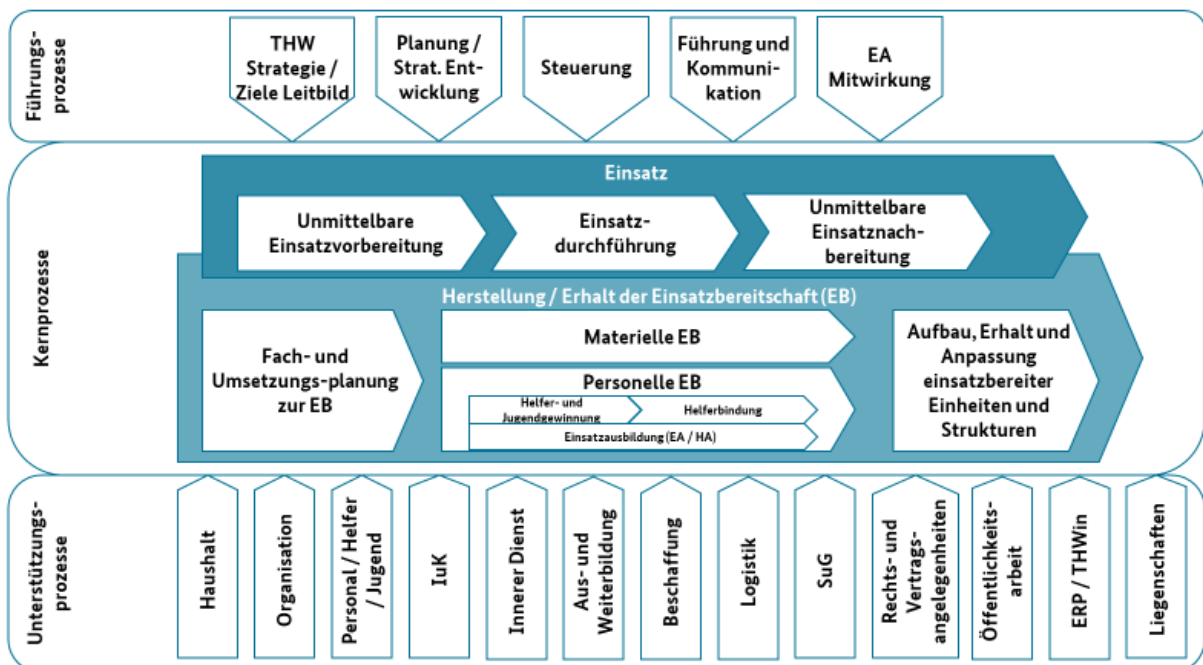 Führungs-
prozesse
THW
Strategie /
Ziele Leitbild
Planung /
Strat. Ent-
wicklung
Steuerung
Führung und
Kommuni-
kation
EA
Mitwirkung
Kernprozesse
Einsatz
Unmittelbare
Einsatzvorbereitung
Einsatz-
durchführung
Unmittelbare
Einsatznach-
bereitung
Herstellung / Erhalt der Einsatzbereitschaft (EB)
Fach- und
Umsetzungs-planung
zur EB
Materielle EB
Personelle EB
Helfer- und
Jugendgewinnung
Helferbindung
Einsatzausbildung (EA / HA)
Aufbau, Erhalt und
Anpassung
einsatzbereiter
Einheiten und
Strukturen
Unterstützungs-
prozesse
Haushalt
Organisation
Personal / Helfer
/ Jugend
IuK
Innerer Dienst
Aus- und
Weiterbildung
Beschaffung
Logistik
SuG
Rechts- und
Vertrags-
angelegenheiten
Öffentlichkeits-
arbeit
ERP / THWin
Liegenschaften